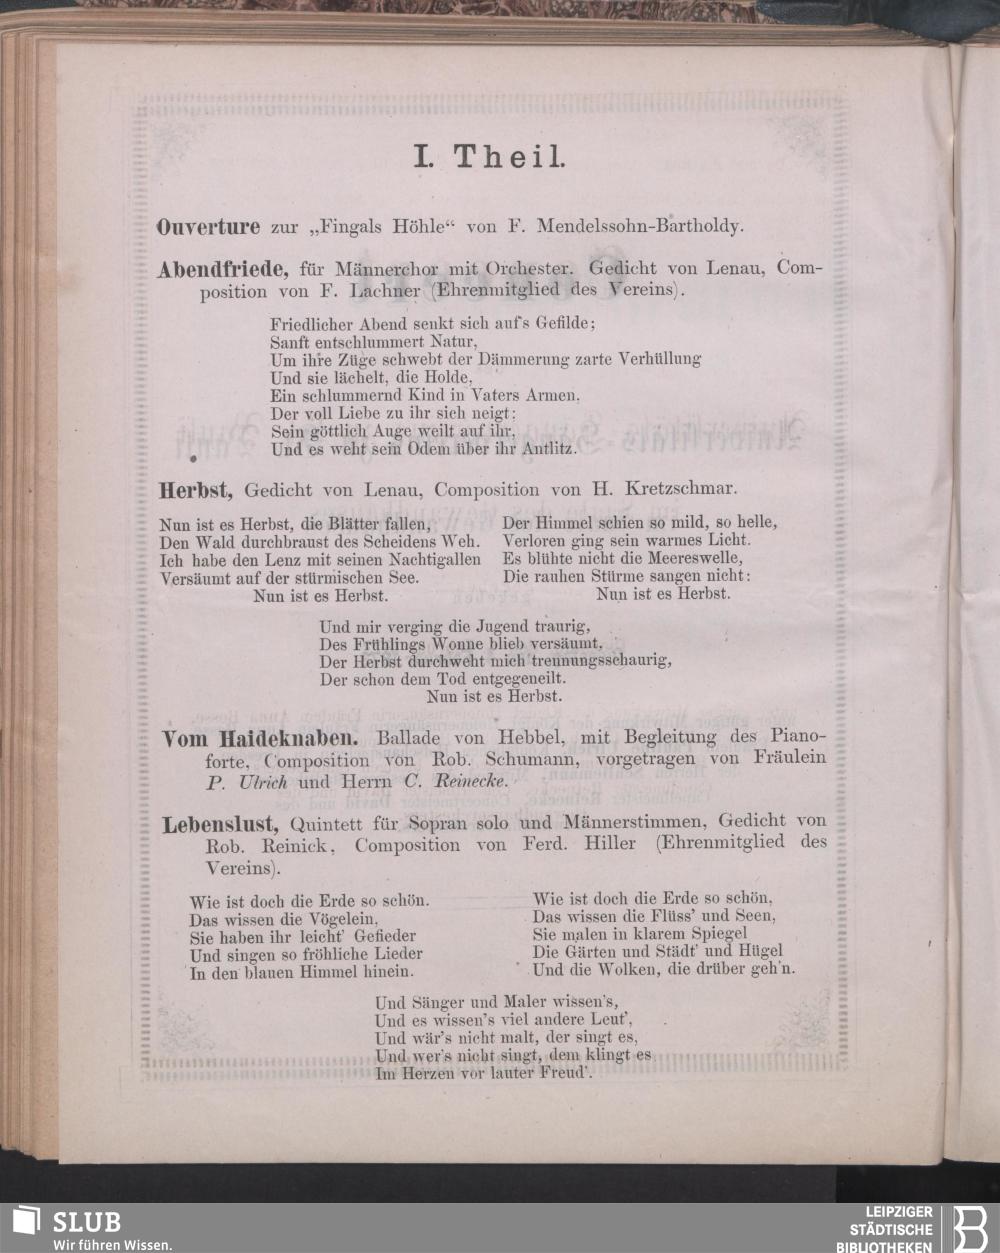 I. Theil.
Ouverture zur „Fingals Höhle“ von F. Mendelssohn-Bartholdy.
Abendfriede, für Männerchor mit Orchester. Gedicht von Lenau, Com-
position von F. Lachner (Ehrenmitglied des Vereins).
Friedlicher Abend senkt sich auf's Gefilde;
Sanft entschlummert Natur,
Um ihre Züge schwebt der Dämmerung zarte Verhüllung
Und sie lächelt, die Holde,
Ein schlummernd Kind in Vaters Armen,
Der voll Liebe zu ihr sich neigt:
Sein göttlich Auge weilt auf ihr,
Und es weht sein Odem über ihr Antlitz.
Herbst, Gedicht von Lenau, Composition von H. Kretzschmar.
Nun ist es Herbst, die Blätter fallen,
Den Wald durchbraust des Scheidens Weh.
Ich habe den Lenz mit seinen Nachtigallen
Versäumt auf der stürmischen See.
Nun ist es Herbst.
Der Himmel schien so mild, so helle,
Verloren ging sein warmes Licht.
Es blühte nicht die Meereswelle,
Die rauhen Stürme sangen nicht:
Nun ist es Herbst.
Und mir verging die Jugend traurig,
Des Frühlings Wonne blieb versäumt,
Der Herbst durchweht mich trennungsschaurig,
Der schon dem Tod entgegeneilt.
Nun ist es Herbst.
Vom Haideknaben. Ballade von Hebbel, mit Begleitung des Piano-
forte, Composition von Rob. Schumann, vorgetragen von Fräulein
P. Ulrich und Herrn C. Reinecke.
Lebenslust, Quintett für Sopran solo und Männerstimmen, Gedicht von
Rob. Reinick, Composition von Ferd. Hiller (Ehrenmitglied des
Vereins).
Wie ist doch die Erde so schön.
Das wissen die Vögelein,
Sie haben ihr leicht' Gefieder
Und singen so fröhliche Lieder
In den blauen Himmel hinein.
Wie ist doch die Erde so schön,
Das wissen die Flüss' und Seen,
Sie malen in klarem Spiegel
Die Gärten und Städt' und Hügel
Und die Wolken, die drüber geh'n.
Und Sänger und Maler wissen's,
Und es wissen's viel andere Leut',
Und wär's nicht malt, der singt es,
Und wer's nicht singt, dem klingt es
Im Herzen vor lauter Freud'.
SLUB
Wir führen Wissen.
LEIPZIGER
STÄDTISCHE
BIBLIOTHEKEN